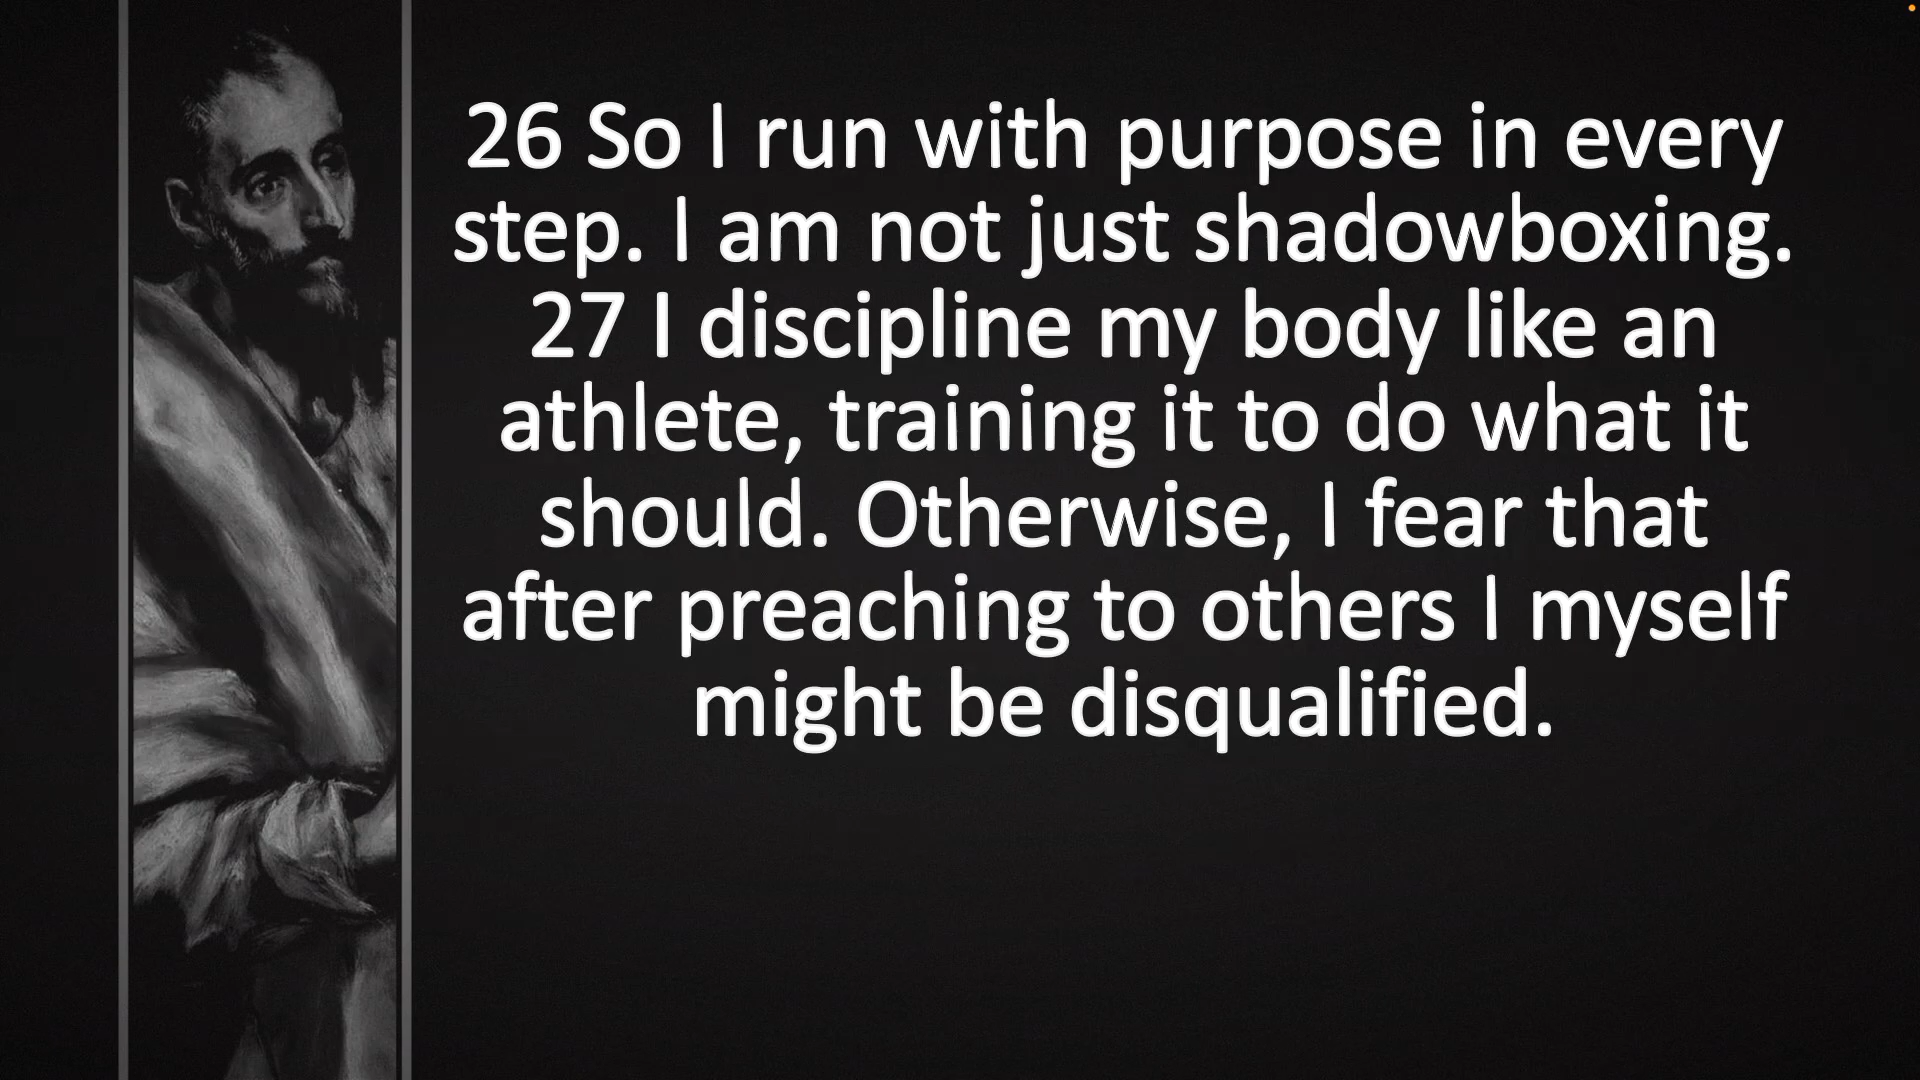 26 So I run with purpose in every
step. I am not just shadowboxing.
27 I discipline my body like an
athlete, training it to do what it
should. Otherwise, I fear that
after preaching to others I myself
might be disqualified.